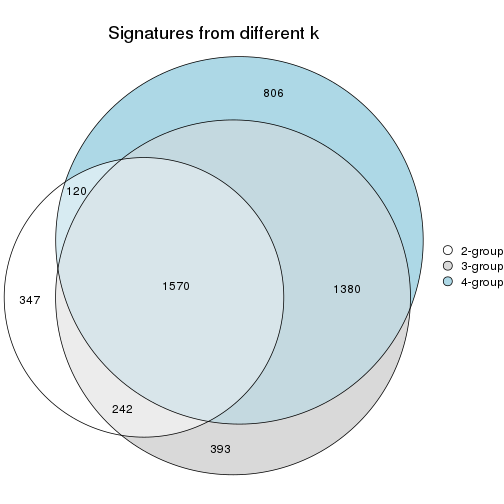 Signatures from different k
806
120
2-group
3-group
4-group
1570
1380
347
242
393